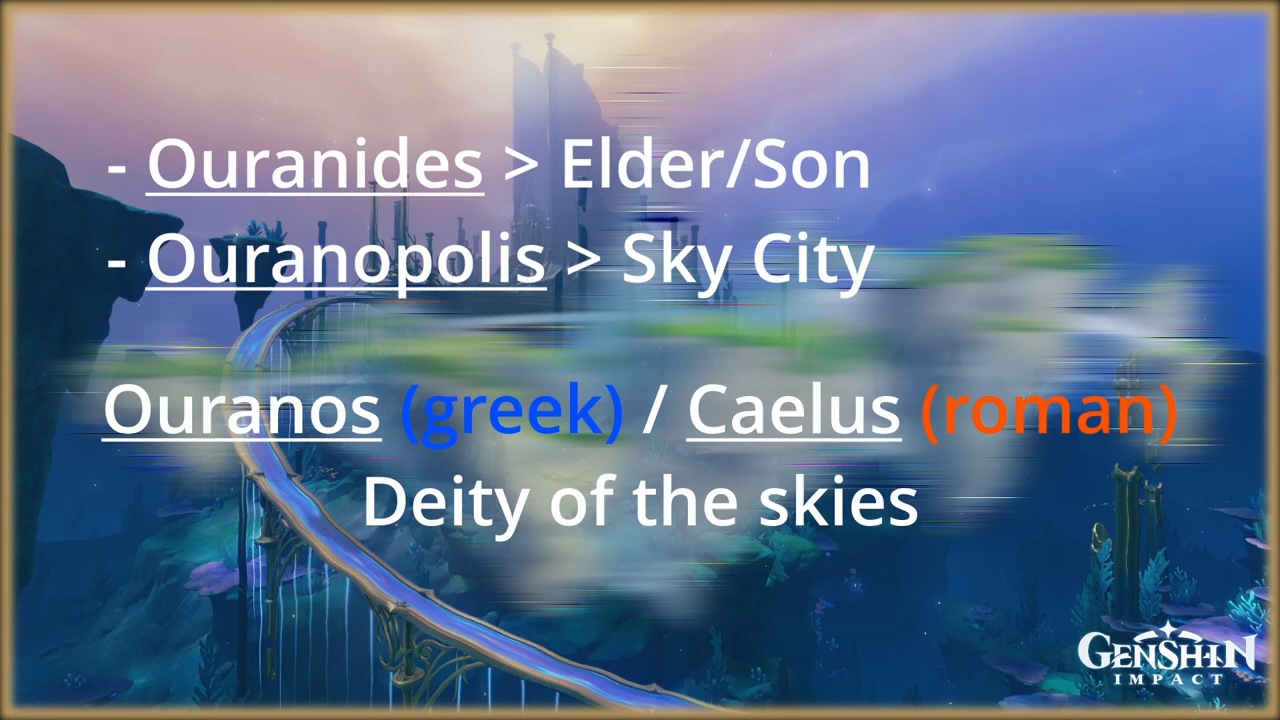 - Ouranides > Elder/Son
- Ouranopolis > Sky City
Ouranos (greek) / Caelus (roman)
Deity of the skies
GENSHIN
IMPACT